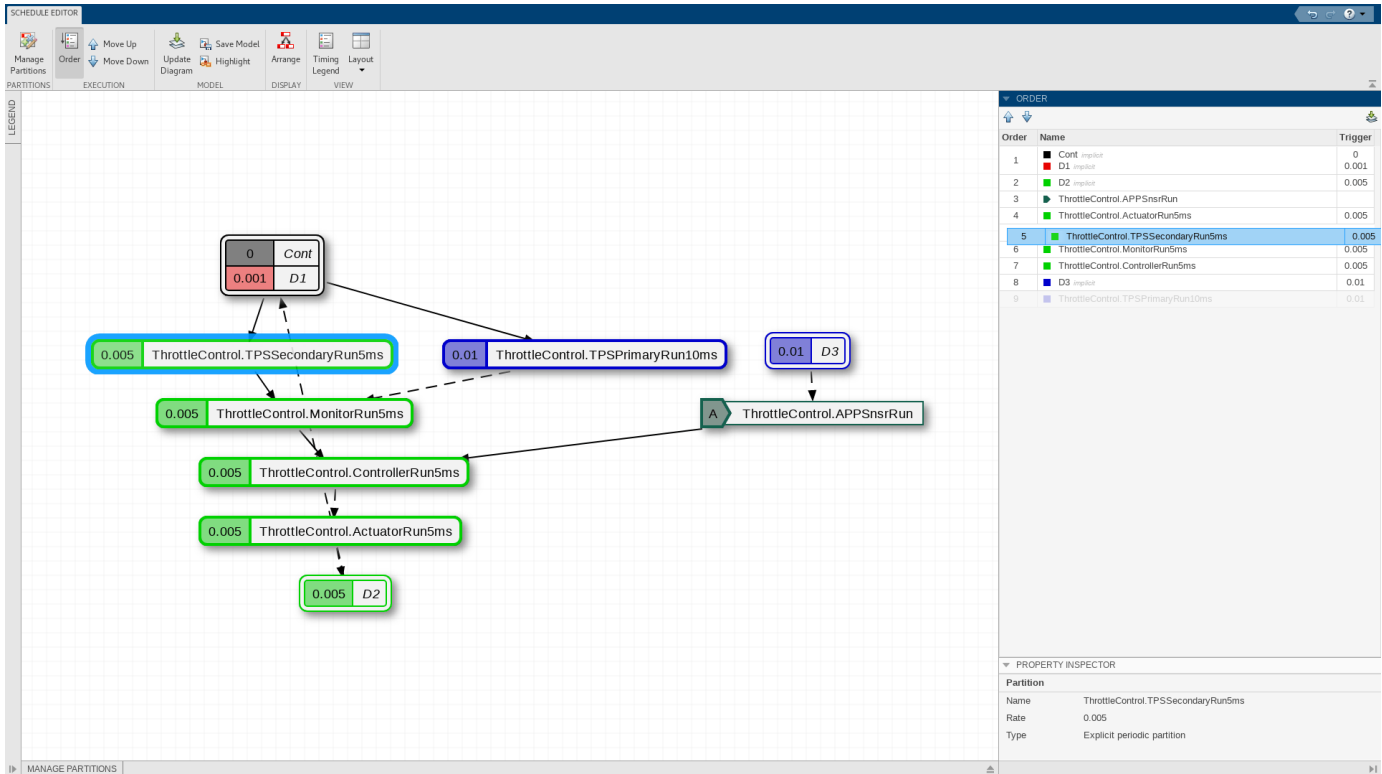 SCHEDULE EDITOR
?
Manage Partitions
Order
Move Up
Move Down
Update Diagram
Save Model
Highlight
Arrange
Timing Legend
Layout
PARTITIONS
EXECUTION
MODEL
DISPLAY
VIEW
LEGEND
0 Cont
0.001 D1
0.005 ThrottleControl.TPSSecondaryRun5ms
0.01 ThrottleControl.TPSPrimaryRun10ms
0.01 D3
0.005 ThrottleControl.MonitorRun5ms
A ThrottleControl.APPSnsrRun
0.005 ThrottleControl.ControllerRun5ms
0.005 ThrottleControl.ActuatorRun5ms
0.005 D2
ORDER
Order Name Trigger
1 Cont implicit 0
D1 implicit 0.001
2 D2 implicit 0.005
3 ThrottleControl.APPSnsrRun
4 ThrottleControl.ActuatorRun5ms 0.005
5 ThrottleControl.TPSSecondaryRun5ms 0.005
6 ThrottleControl.MonitorRun5ms 0.005
7 ThrottleControl.ControllerRun5ms 0.005
8 D3 implicit 0.01
9 ThrottleControl.TPSPrimaryRun10ms 0.01
PROPERTY INSPECTOR
Partition
Name ThrottleControl.TPSSecondaryRun5ms
Rate 0.005
Type Explicit periodic partition
MANAGE PARTITIONS